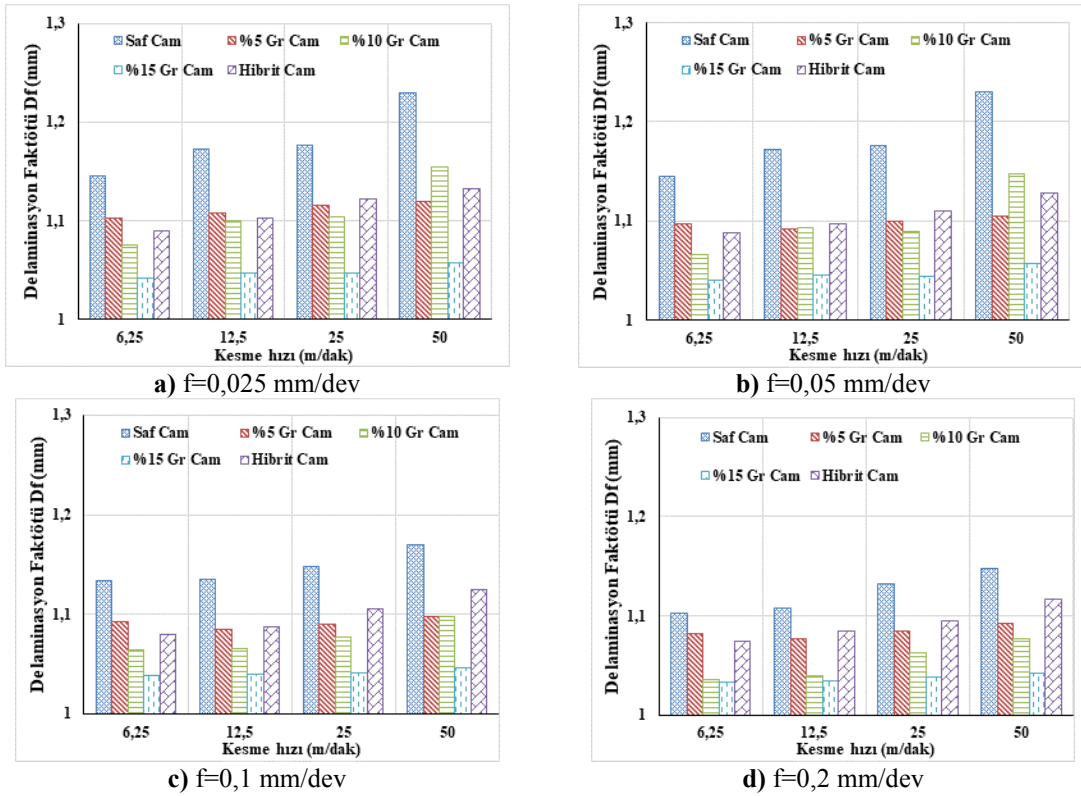 1,3
Saf Cam %5 Gr Cam %10 Gr Cam
%15 Gr Cam Hibrit Cam
1,2
1,1
1
Delaminasyon Faktötü Df (mm)
6,25 12,5 25 50
Kesme hızı (m/dak)
a) f=0,025 mm/dev
1,3
Saf Cam %5 Gr Cam %10 Gr Cam
%15 Gr Cam Hibrit Cam
1,2
1,1
1
Delaminasyon Faktötü Df (mm)
6,25 12,5 25 50
Kesme hızı (m/dak)
b) f=0,05 mm/dev
1,3
Saf Cam %5 Gr Cam %10 Gr Cam
%15 Gr Cam Hibrit Cam
1,2
1,1
1
Delaminasyon Faktötü Df (mm)
6,25 12,5 25 50
Kesme hızı (m/dak)
c) f=0,1 mm/dev
1,3
Saf Cam %5 Gr Cam %10 Gr Cam
%15 Gr Cam Hibrit Cam
1,2
1,1
1
Delaminasyon Faktötü Df (mm)
6,25 12,5 25 50
Kesme hızı (m/dak)
d) f=0,2 mm/dev